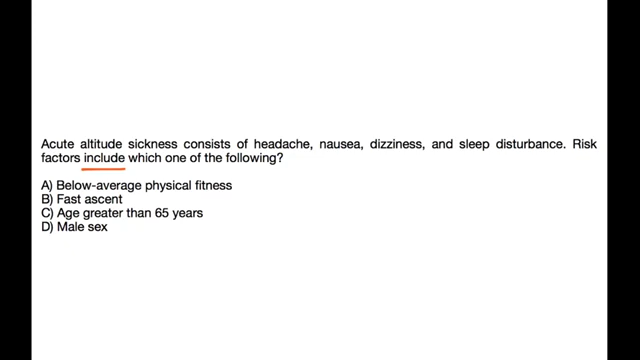 Acute altitude sickness consists of headache, nausea, dizziness, and sleep disturbance. Risk
factors include which one of the following?
A) Below-average physical fitness
B) Fast ascent
C) Age greater than 65 years
D) Male sex